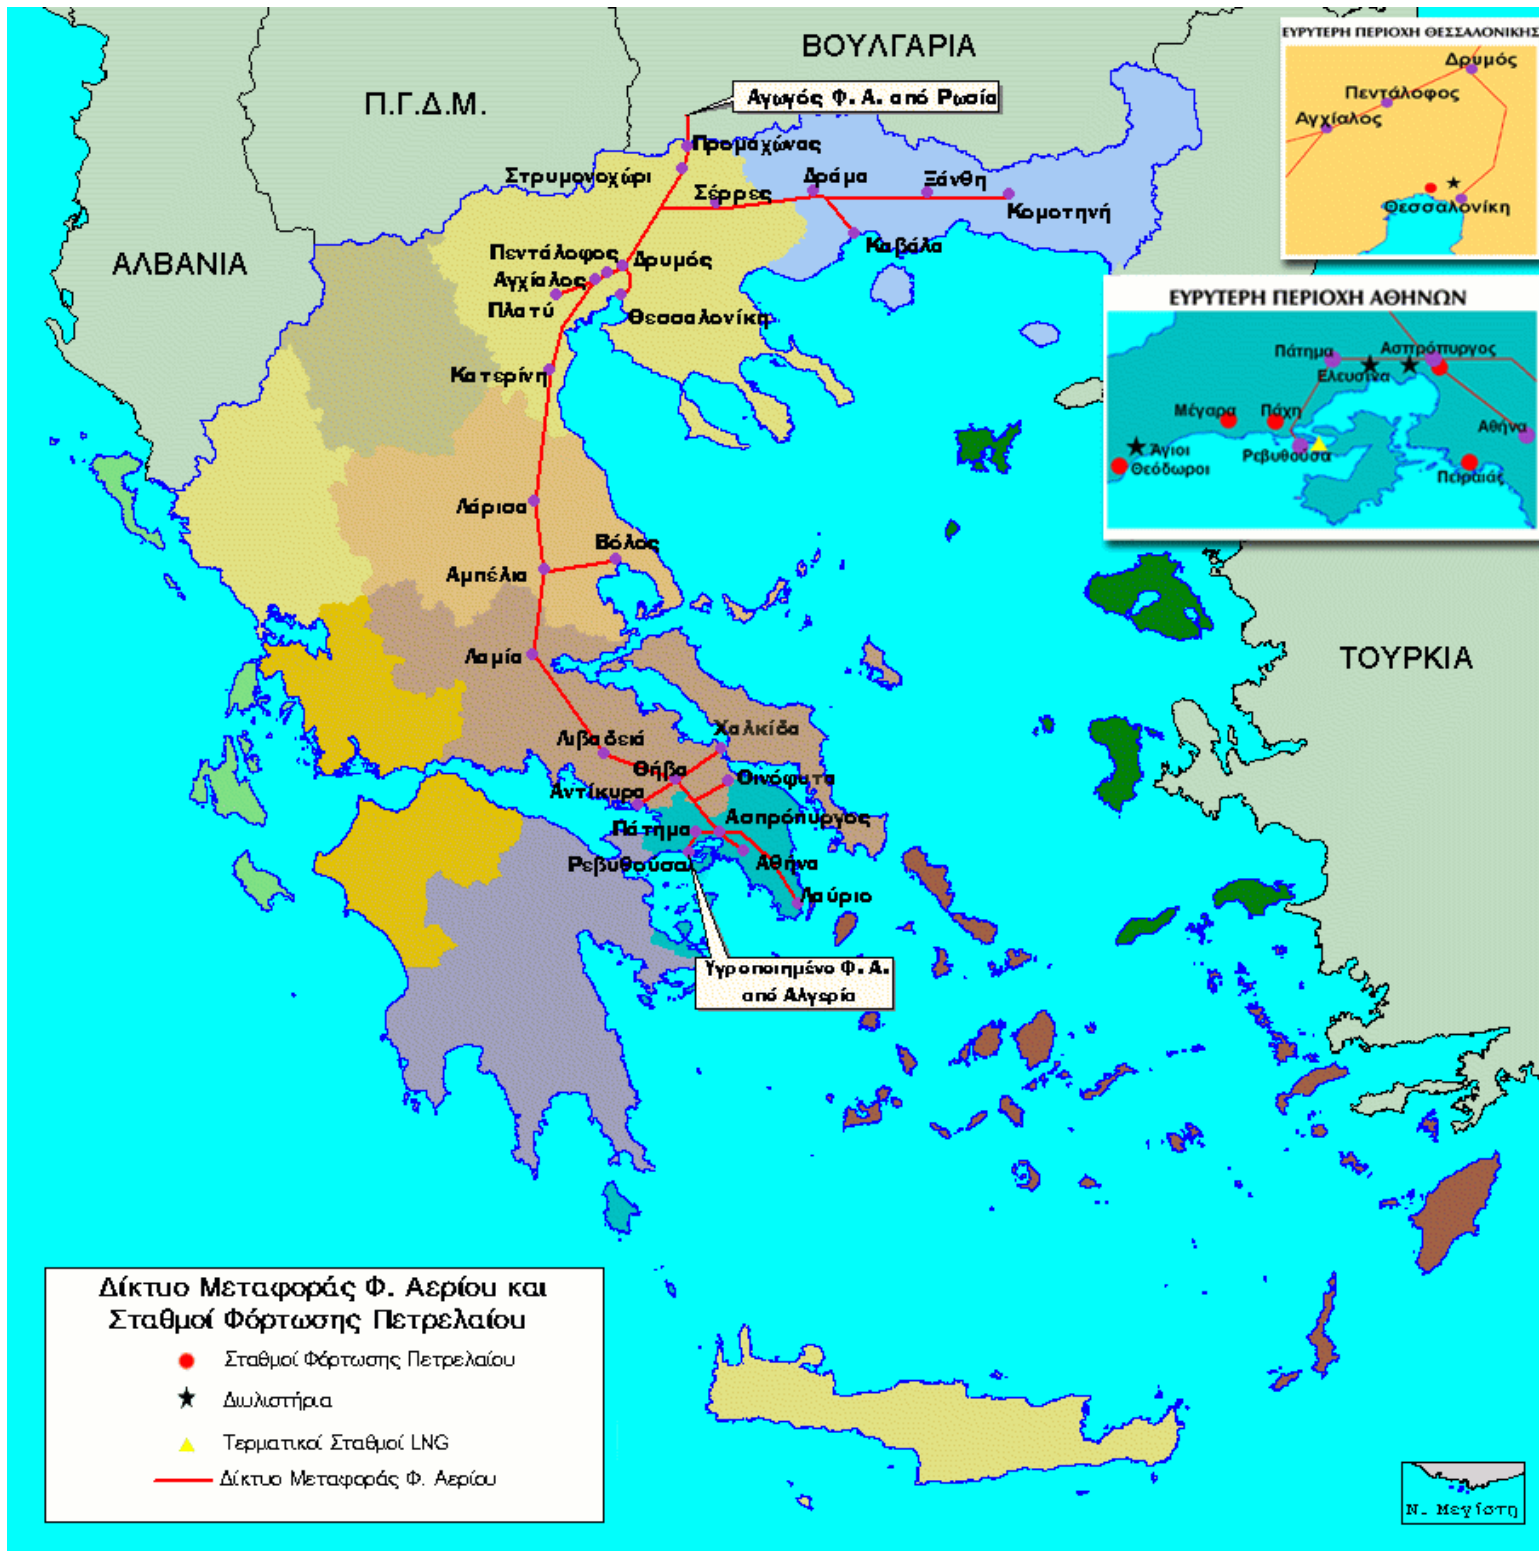 ΒΟΥΛΓΑΡΙΑ
Π.Γ.Δ.Μ.
ΑΛΒΑΝΙΑ
ΤΟΥΡΚΙΑ
Αγωγός Φ. Α. από Ρωσία
Προμαχώνας
Στρυμονοχώρι
Σέρρες
Δράμα
Ξάνθη
Κομοτηνή
Καβάλα
Πεντάλοφος
Δρυμός
Αγχίαλος
Πλατύ
Θεσσαλονίκη
Κατερίνη
Λάρισα
Βόλος
Αμπέλια
Λαμία
Χαλκίδα
Λιβαδειά
Θήβα
Οινόφατα
Αντίκυρα
Πάτημα
Ασπρόπυργος
Ρεβυθούσα
Αθήνα
Λαύριο
Υγροποιημένο Φ. Α.
από Αλγερία
ΕΥΡΥΤΕΡΗ ΠΕΡΙΟΧΗ ΘΕΣΣΑΛΟΝΙΚΗΣ
Δρυμός
Πεντάλοφος
Αγχίαλος
Θεσσαλονίκη
ΕΥΡΥΤΕΡΗ ΠΕΡΙΟΧΗ ΑΘΗΝΩΝ
Πάτημα
Ασπρόπυργος
Ελευσίνα
Μέγαρα
Πάχη
Αθήνα
Άγιοι
Θεόδωροι
Ρεβυθούσα
Πειραιάς
Δίκτυο Μεταφοράς Φ. Αερίου και
Σταθμοί Φόρτωσης Πετρελαίου
Σταθμοί Φόρτωσης Πετρελαίου
Διυλιστήρια
Τερματικοί Σταθμοί LNG
Δίκτυο Μεταφοράς Φ. Αερίου
Ν. Μεγίστη